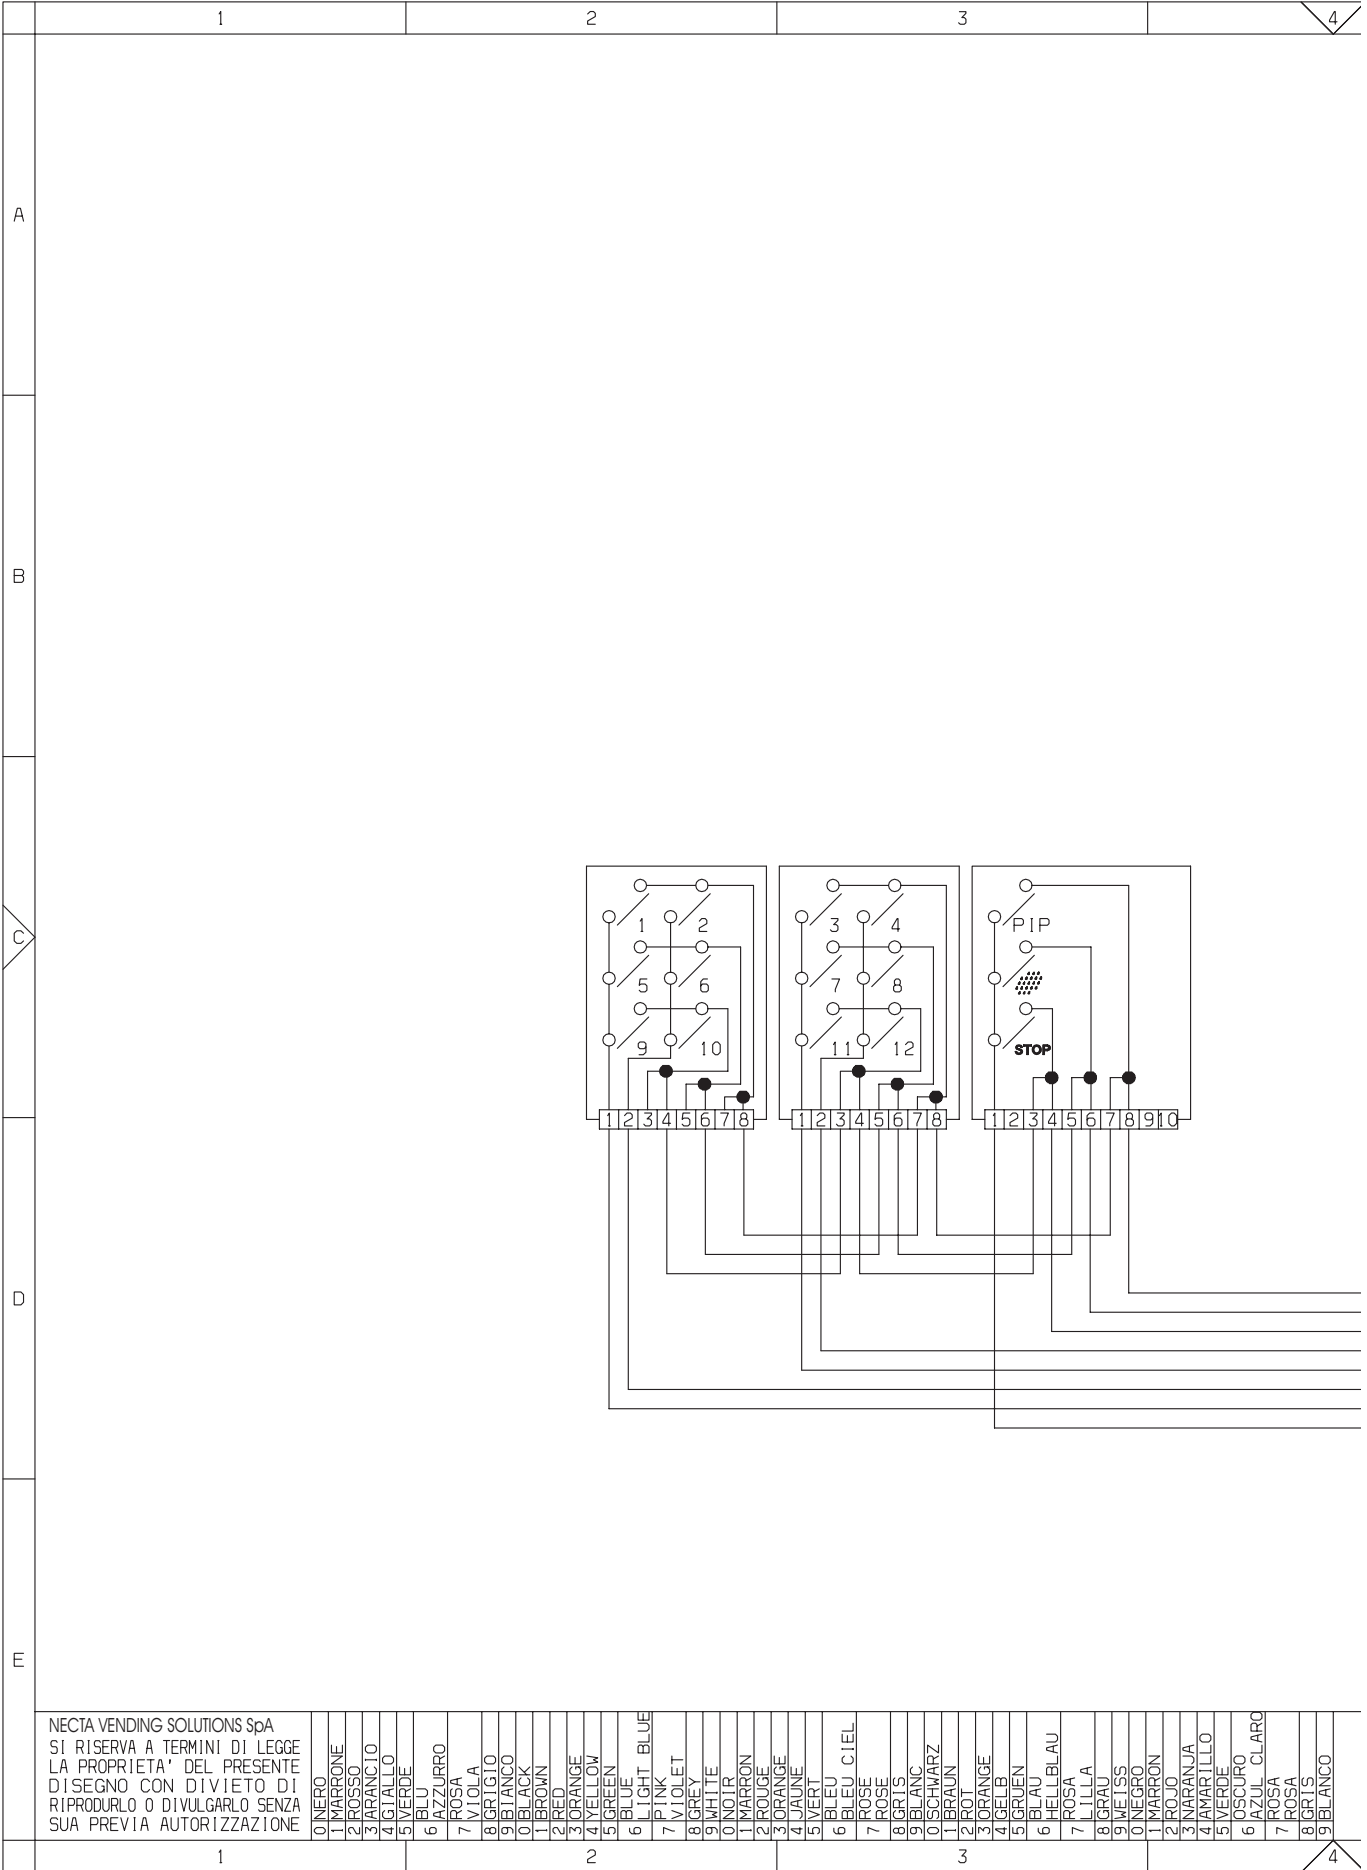 1 2 3 4
A
B
C
D
E
1 2
5 6
9 10
1 2 3 4 5 6 7 8
3 4
7 8
11 12
1 2 3 4 5 6 7 8
PIP
STOP
1 2 3 4 5 6 7 8 9 10
NECTA VENDING SOLUTIONS SpA
SI RISERVA A TERMINI DI LEGGE
LA PROPRIETA' DEL PRESENTE
DISEGNO CON DIVIETO DI
RIPRODURLO O DIVULGARLO SENZA
SUA PREVIA AUTORIZZAZIONE
0 NERO
1 MARRONE
2 ROSSO
3 ARANCIO
4 GIALLO
5 VERDE
6 BLU
AZZURRO
7 ROSA
VIOLA
8 GRIGIO
9 BIANCO
0 BLACK
1 BROWN
2 RED
3 ORANGE
4 YELLOW
5 GREEN
6 BLUE
LIGHT BLUE
7 PINK
VIOLET
8 GREY
9 WHITE
0 NOIR
1 MARRON
2 ROUGE
3 ORANGE
4 JAUNE
5 VERT
6 BLEU
BLEU CIEL
7 ROSE
ROSE
8 GRIS
9 BLANC
0 SCHWARZ
1 BRAUN
2 ROT
3 ORANGE
4 GELB
5 GRUEN
6 BLAU
HELLBLAU
7 ROSA
LILLA
8 GRAU
9 WEISS
0 NEGRO
1 MARRON
2 ROJO
3 NARANJA
4 AMARILLO
5 VERDE
6 OSCURO
AZUL CLARO
7 ROSA
ROSA
8 GRIS
9 BLANCO
1 2 3 4